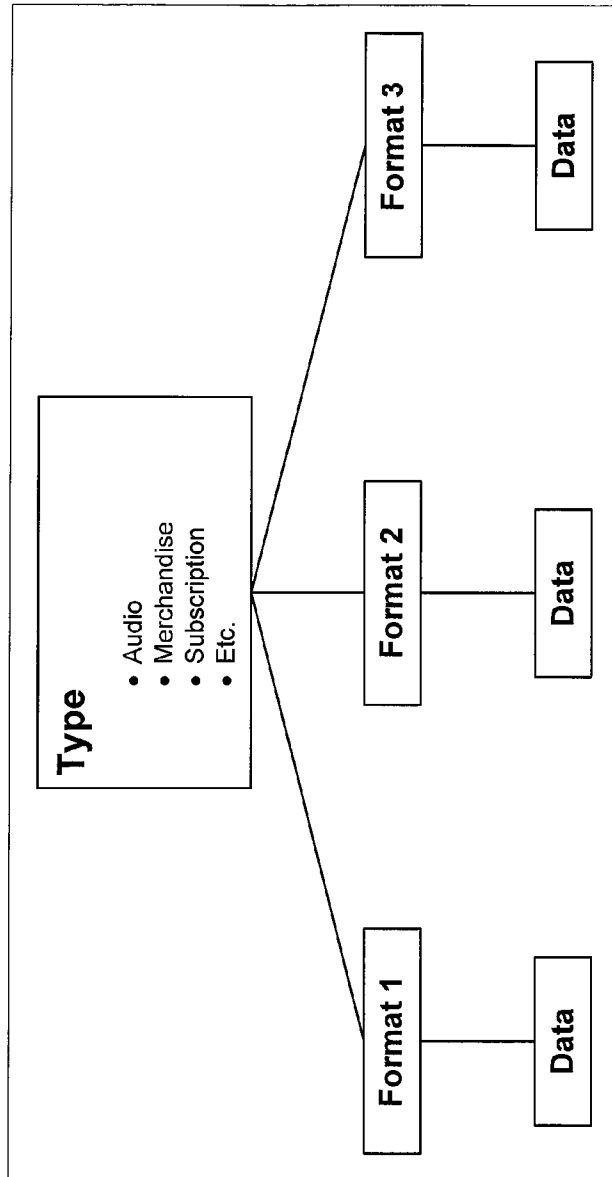 Type
• Audio
• Merchandise
• Subscription
• Etc.
Format 1
Format 2
Format 3
Data
Data
Data